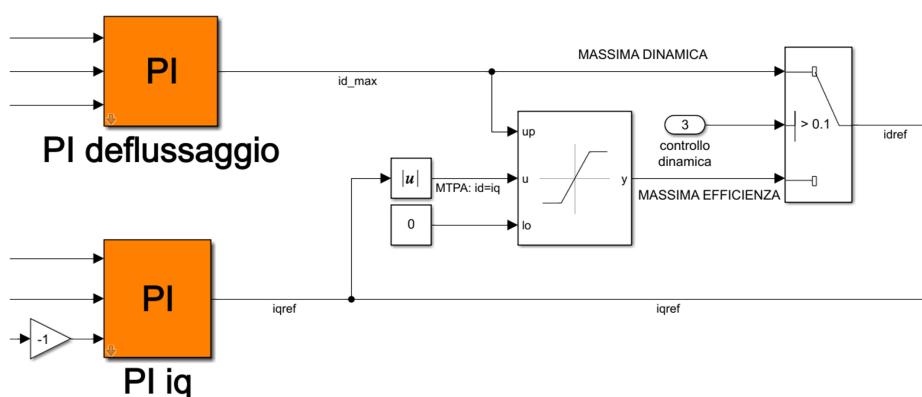 PI
PI deflussaggio
id_max
MASSIMA DINAMICA
up
u
lo
y
|u|
MTPA: id=iq
0
3
controllo
dinamica
> 0.1
idref
MASSIMA EFFICIENZA
PI
PI iq
-1
iqref
iqref